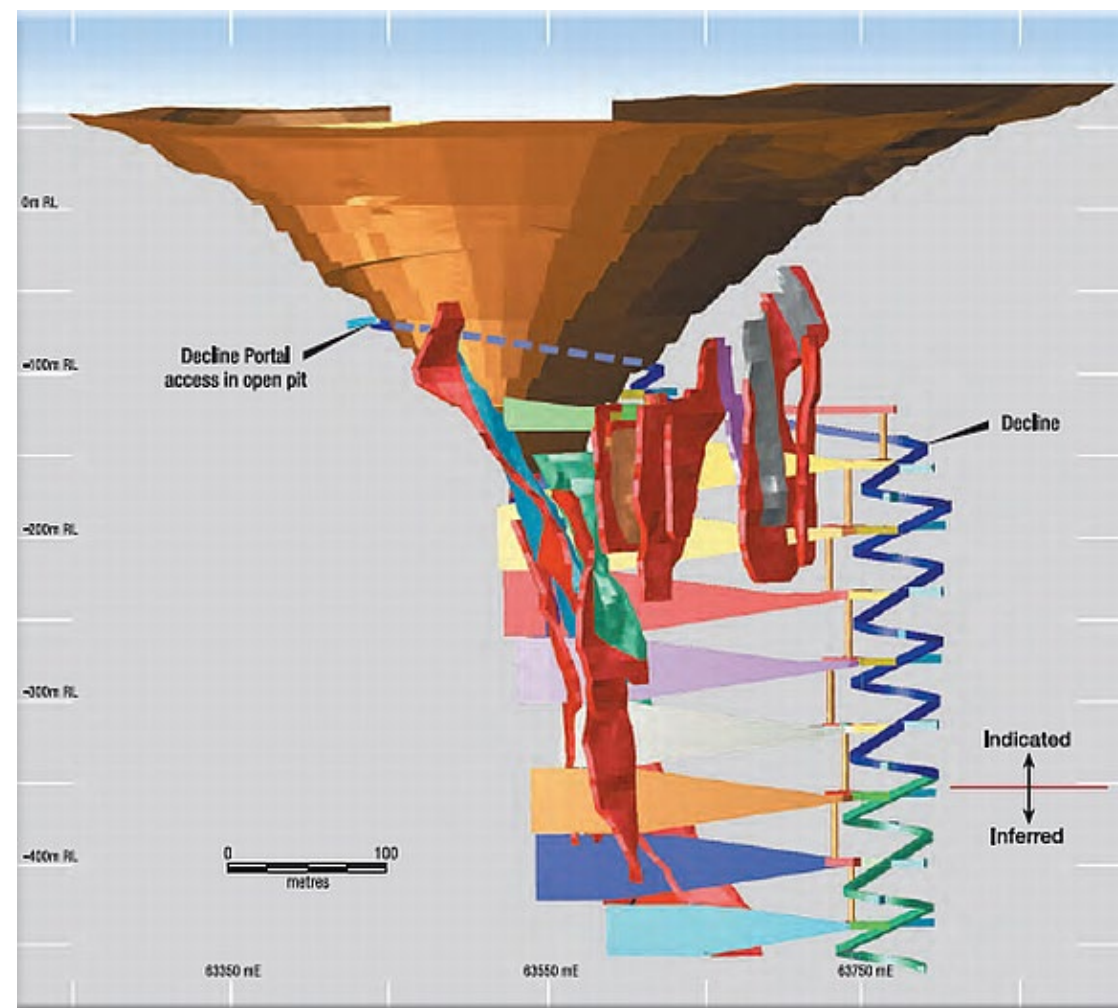 0m RL
Decline Portal
access in open pit
-100m RL
Decline
-200m RL
-300m RL
Indicated
Inferred
-400m RL
0 100
metres
63350 mE 63550 mE 63750 mE